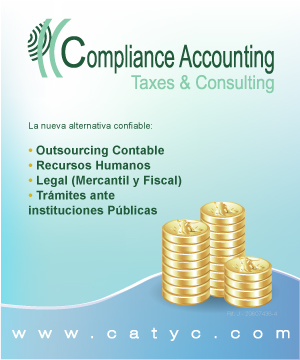 Compliance Accounting
Taxes & Consulting
La nueva alternativa confiable:
• Outsourcing Contable
• Recursos Humanos
• Legal (Mercantil y Fiscal)
• Trámites ante
instituciones Públicas
www.catyc.com